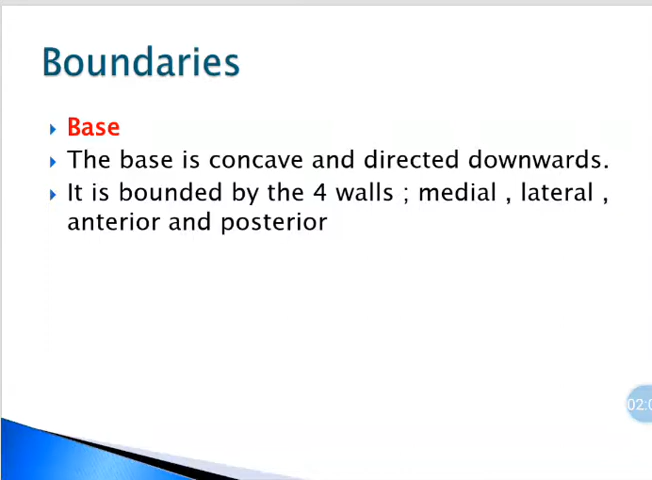 Boundaries
Base
The base is concave and directed downwards.
It is bounded by the 4 walls ; medial , lateral ,
anterior and posterior
02: